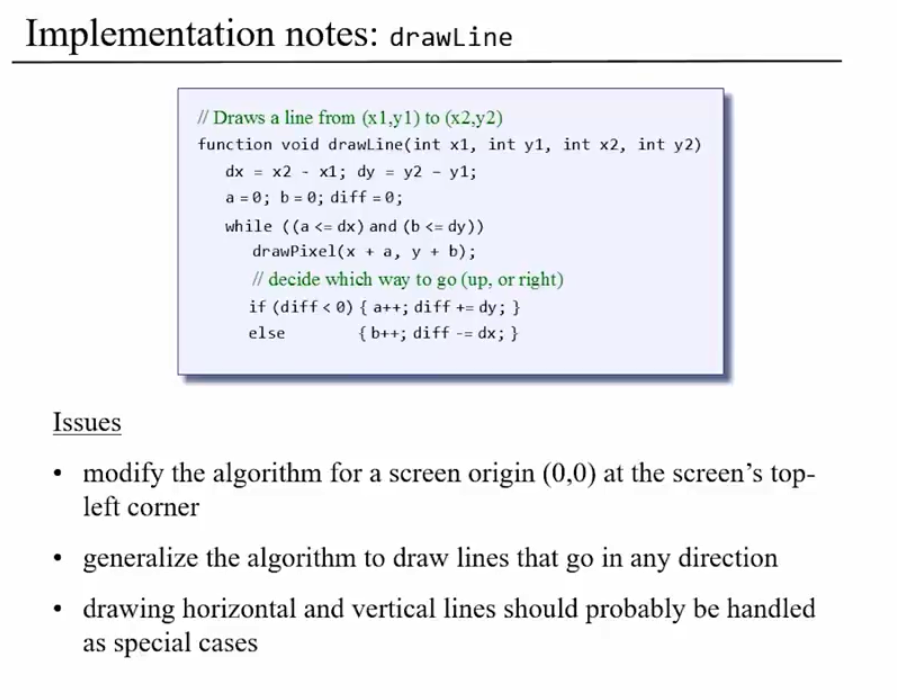 Implementation notes: drawLine
// Draws a line from (x1,y1) to (x2,y2)
function void drawLine(int x1, int y1, int x2, int y2)
dx = x2 - x1; dy = y2 - y1;
a = 0; b = 0; diff = 0;
while ((a <= dx) and (b <= dy))
drawPixel(x + a, y + b);
// decide which way to go (up, or right)
if (diff < 0) { a++; diff += dy; }
else { b++; diff -= dx; }
Issues
• modify the algorithm for a screen origin (0,0) at the screen’s top-
left corner
• generalize the algorithm to draw lines that go in any direction
• drawing horizontal and vertical lines should probably be handled
as special cases